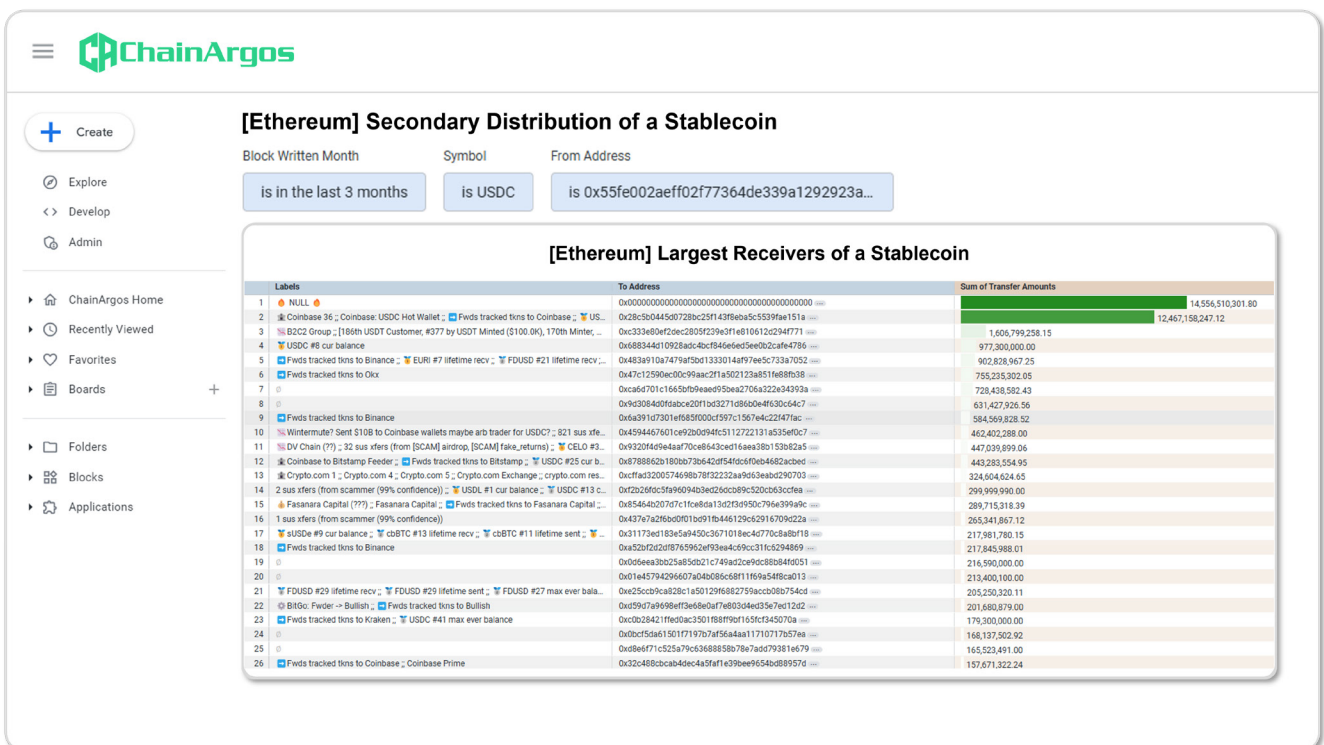 ChainArgos
Create
Explore
Develop
Admin
ChainArgos Home
Recently Viewed
Favorites
Boards
Folders
Blocks
Applications
[Ethereum] Secondary Distribution of a Stablecoin
Block Written Month Symbol From Address
is in the last 3 months is USDC is 0x55fe002aeff02f77364de339a1292923a...
[Ethereum] Largest Receivers of a Stablecoin
Labels To Address Sum of Transfer Amounts
1 NULL 0x0000000000000000000000000000000000000000 14,556,510,301.80
2 Coinbase 36 ;; Coinbase: USDC Hot Wallet ;; Fwds tracked tkns to Coinbase ;; US... 0x28c5b0445d0728bc25f143f8eba5c5539fae151a 12,467,158,247.12
3 B2C2 Group ;; [186th USDT Customer, #377 by USDT Minted ($100.0K), 170th Minter, ... 0xc333e80ef2dec2805f239e3f1e810612d294f771 1,606,799,258.15
4 USDC #8 cur balance 0x688344d10928adc4bcf846e6ed5ee0b2cafe4786 977,300,000.00
5 Fwds tracked tkns to Binance ;; EURI #7 lifetime recv ;; FDUSD #21 lifetime recv ;... 0x483a910a7479af5bd1333014af97ee5c733a7052 902,828,967.25
6 Fwds tracked tkns to Okx 0x47c12590ec00c99aac2f1a502123a851fe88fb38 755,235,302.05
7 ∅ 0xca6d701c1665bfb9eaed95bea2706a322e34393a 728,438,582.43
8 ∅ 0x9d3084d0fdabce20f1bd3271d86b0e4f630c64c7 631,427,926.56
9 Fwds tracked tkns to Binance 0x6a391d7301ef685f000cf597c1567e4c22f47fac 584,569,828.52
10 Wintermute? Sent $10B to Coinbase wallets maybe arb trader for USDC? ;; 821 sus xfe... 0x4594467601ce92b0d94fc5112722131a535ef0c7 462,402,288.00
11 DV Chain (??) ;; 32 sus xfers (from [SCAM] airdrop, [SCAM] fake_returns) ;; CELO #3... 0x9320f4d9e4aaf70ce8643ced16aea38b153b82a5 447,039,899.06
12 Coinbase to Bitstamp Feeder ;; Fwds tracked tkns to Bitstamp ;; USDC #25 cur b... 0x8788862b180bb73b642df54fdc6f0eb4682acbed 443,283,554.95
13 Crypto.com 1 ;; Crypto.com 4 ;; Crypto.com 5 ;; Crypto.com Exchange ;; crypto.com res... 0xcffad3200574698b78f32232aa9d63eabd290703 324,604,624.65
14 2 sus xfers (from scammer (99% confidence)) ;; USDL #1 cur balance ;; USDC #13 c... 0xf2b26fdc5fa96094b3ed26dcb89c520cb63ccfea 299,999,990.00
15 Fasanara Capital (???) ;; Fasanara Capital ;; Fwds tracked tkns to Fasanara Capital ;;... 0x85464b207d7c1fce8da13d2f3d950c796e399a9c 289,715,318.39
16 1 sus xfers (from scammer (99% confidence)) 0x437e7a2f6bd0f01bd91fb446129c62916709d22a 265,341,867.12
17 sUSDe #9 cur balance ;; cbBTC #13 lifetime recv ;; cbBTC #11 lifetime sent ;; ... 0x31173ed183e5a9450c3671018ec4d770c8a8bf18 217,981,780.15
18 Fwds tracked tkns to Binance 0xa52bf2d2df8765962ef93ea4c69cc31fc6294869 217,845,988.01
19 ∅ 0x0d6eea3bb25a85db21c749ad2ce9dc88b84fd051 216,590,000.00
20 ∅ 0x01e45794296607a04b086c68f11f69a54f8ca013 213,400,100.00
21 FDUSD #29 lifetime recv ;; FDUSD #29 lifetime sent ;; FDUSD #27 max ever bala... 0xe25ccb9ca828c1a50129f6882759accb08b754cd 205,250,320.11
22 BitGo: Fwder -> Bullish ;; Fwds tracked tkns to Bullish 0xd59d7a9698eff3e68e0af7e803d4ed35e7ed12d2 201,680,879.00
23 Fwds tracked tkns to Kraken ;; USDC #41 max ever balance 0xc0b28421ffed0ac3501f88ff9bf165fcf345070a 179,300,000.00
24 ∅ 0x0bcf5da61501f7197b7af56a4aa11710717b57ea 168,137,502.92
25 ∅ 0xd8e6f71c525a79c63688858b78e7add79381e679 165,523,491.00
26 Fwds tracked tkns to Coinbase ;; Coinbase Prime 0x32c488cbcab4dec4a5faf1e39bee9654bd88957d 157,671,322.24